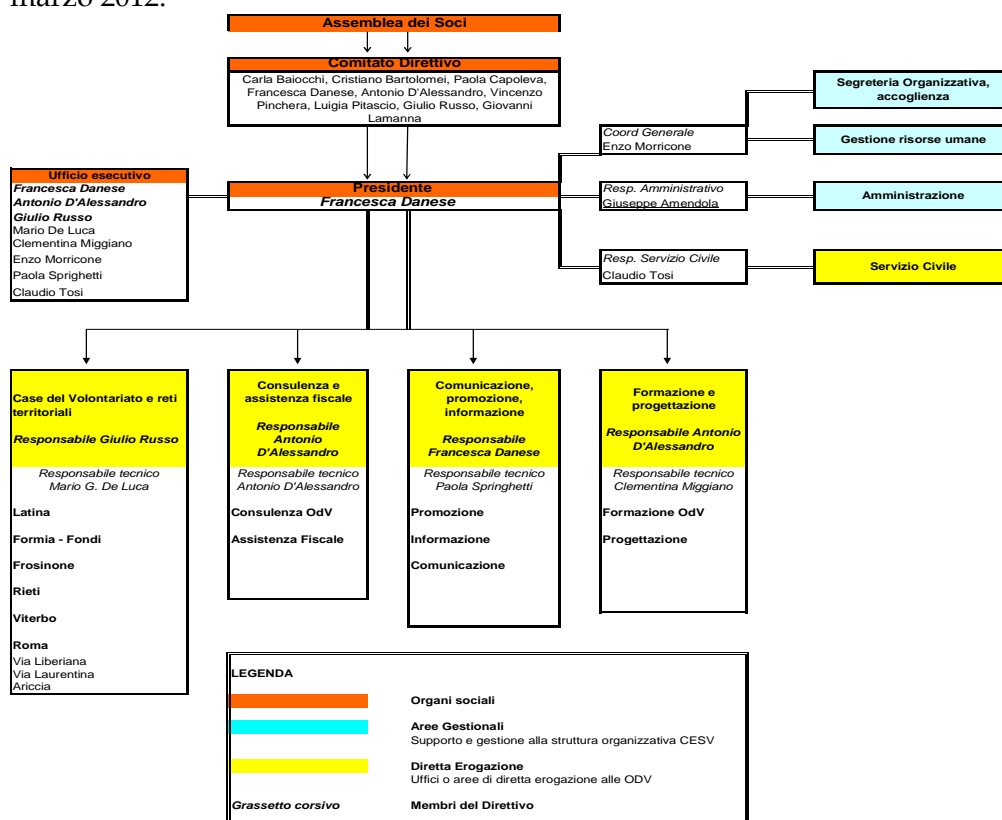 marzo 2012.
Assemblea dei Soci
Comitato Direttivo
Carla Baiocchi, Cristiano Bartolomei, Paola Capoleva,
Francesca Danese, Antonio D'Alessandro, Vincenzo
Pinchera, Luigia Pitascio, Giulio Russo, Giovanni
Lamanna
Segreteria Organizzativa,
accoglienza
Coord Generale
Enzo Morricone
Gestione risorse umane
Ufficio esecutivo
Francesca Danese
Antonio D'Alessandro
Giulio Russo
Mario De Luca
Clementina Miggiano
Enzo Morricone
Paola Sprighetti
Claudio Tosi
Presidente
Francesca Danese
Resp. Amministrativo
Giuseppe Amendola
Amministrazione
Resp. Servizio Civile
Claudio Tosi
Servizio Civile
Case del Volontariato e reti
territoriali
Responsabile Giulio Russo
Responsabile tecnico
Mario G. De Luca
Latina
Formia - Fondi
Frosinone
Rieti
Viterbo
Roma
Via Liberiana
Via Laurentina
Ariccia
Consulenza e
assistenza fiscale
Responsabile
Antonio
D'Alessandro
Responsabile tecnico
Antonio D'Alessandro
Consulenza OdV
Assistenza Fiscale
Comunicazione,
promozione,
informazione
Responsabile
Francesca Danese
Responsabile tecnico
Paola Springhetti
Promozione
Informazione
Comunicazione
Formazione e
progettazione
Responsabile Antonio
D'Alessandro
Responsabile tecnico
Clementina Miggiano
Formazione OdV
Progettazione
LEGENDA
Organi sociali
Aree Gestionali
Supporto e gestione alla struttura organizzativa CESV
Diretta Erogazione
Uffici o aree di diretta erogazione alle ODV
Grassetto corsivo
Membri del Direttivo